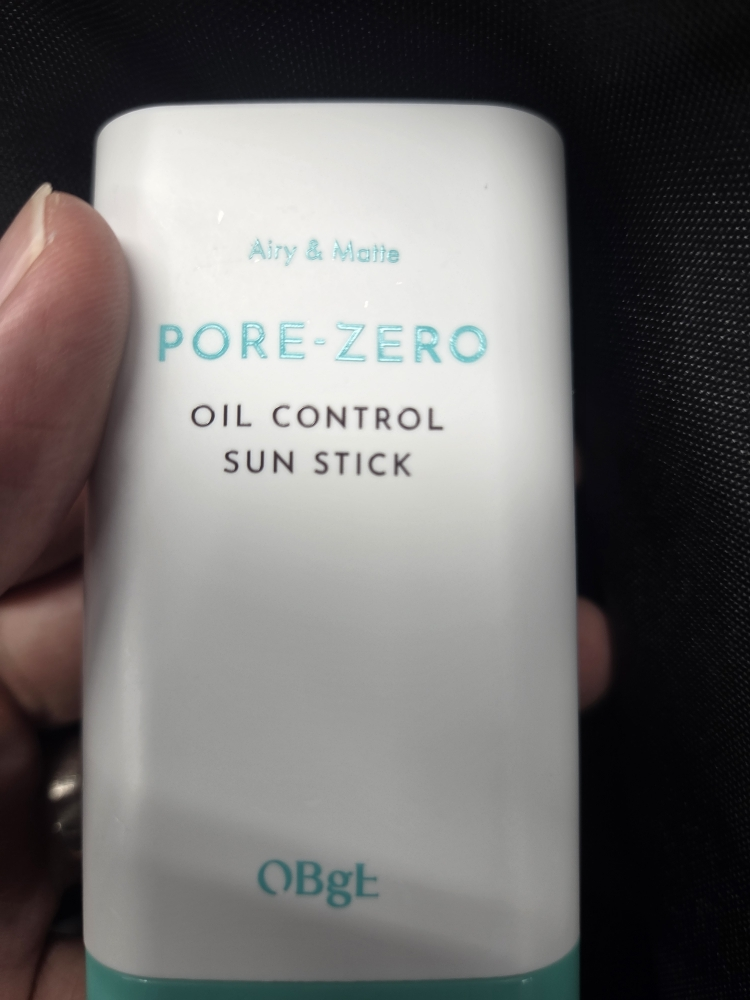 Airy & Matte
PORE-ZERO
OIL CONTROL
SUN STICK
OBgE